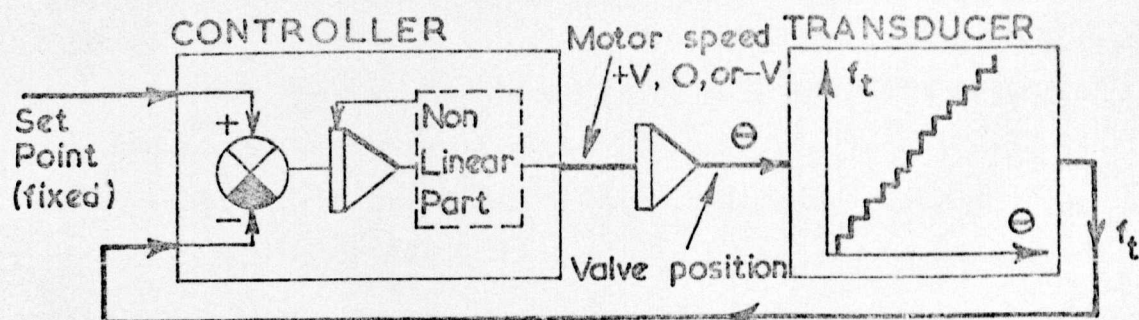 CONTROLLER
Motor speed
+V, O, or -V
TRANSDUCER
Set
Point
(fixed)
+
-
Non
Linear
Part
Θ
Valve position
f_t
Θ
f_t